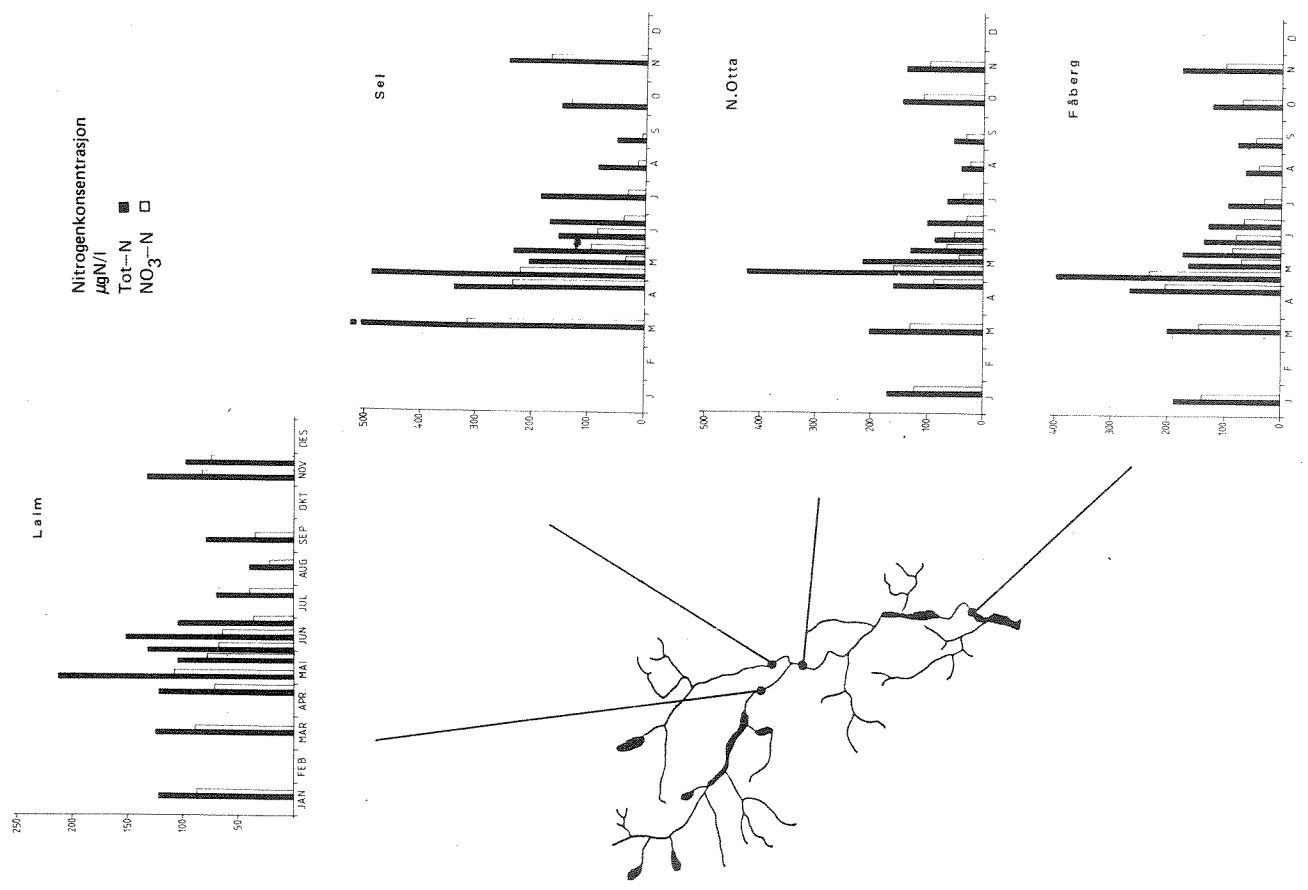 Nitrogenkonsentrasjon
µgN/l
Tot—N
NO₃—N
Lalm
250
200
150
100
50
0
JAN FEB MAR APR. MAI JUN JUL AUG SEP OKT NOV DES
Sel
500
400
300
200
100
0
J F M A M J J A S O N D
N.Otta
500
400
300
200
100
0
J F M A M J J A S O N D
Fåberg
400
300
200
100
0
J F M A M J J A S O N D